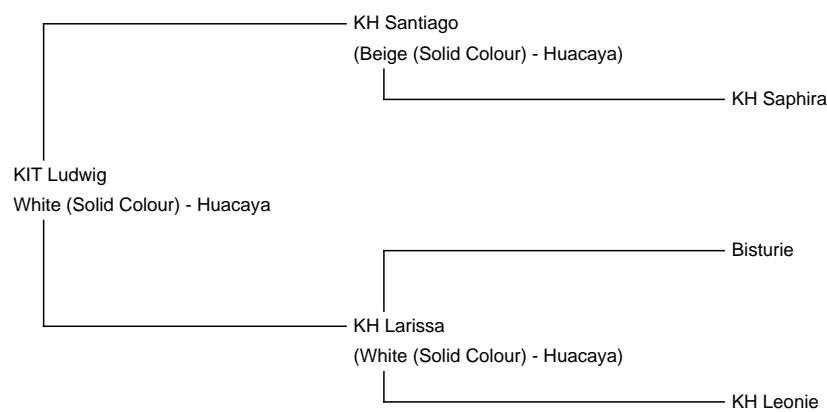 KH Santiago
(Beige (Solid Colour) - Huacaya)
KH Saphira
KIT Ludwig
White (Solid Colour) - Huacaya
Bisturie
KH Larissa
(White (Solid Colour) - Huacaya)
KH Leonie